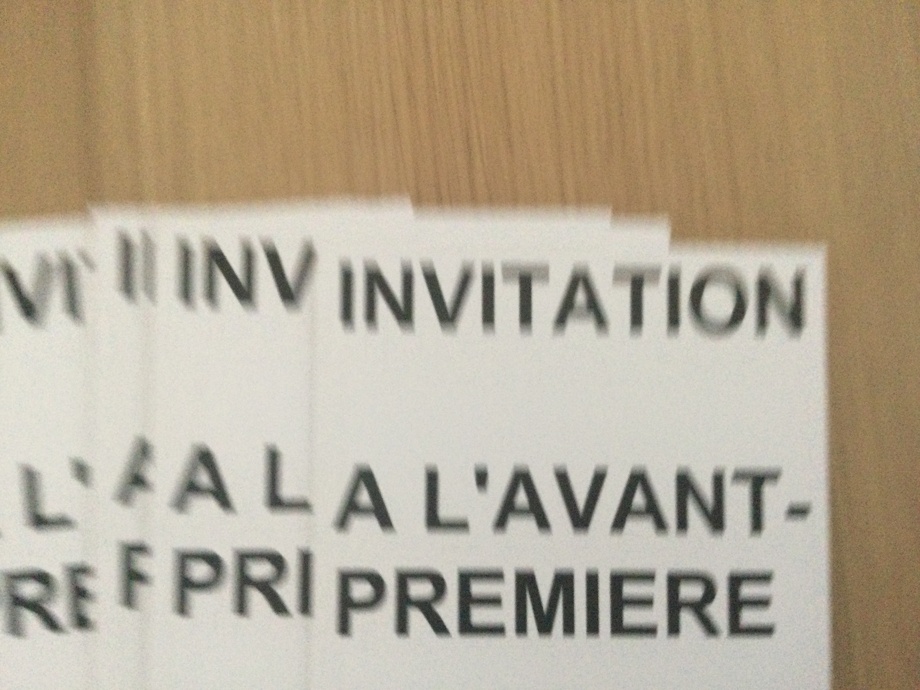 INVITATION
A L'AVANT-
PREMIERE